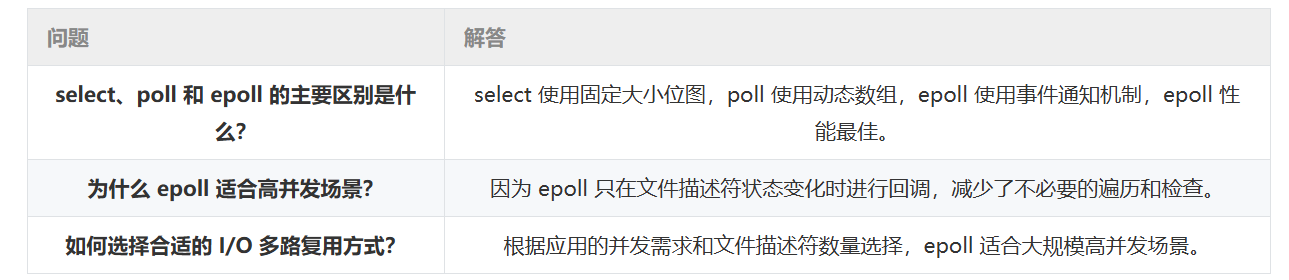 问题
解答
select、poll 和 epoll 的主要区别是什
么？
select 使用固定大小位图，poll 使用动态数组，epoll 使用事件通知机制，epoll 性
能最佳。
为什么 epoll 适合高并发场景？
因为 epoll 只在文件描述符状态变化时进行回调，减少了不必要的遍历和检查。
如何选择合适的 I/O 多路复用方式？
根据应用的并发需求和文件描述符数量选择，epoll 适合大规模高并发场景。